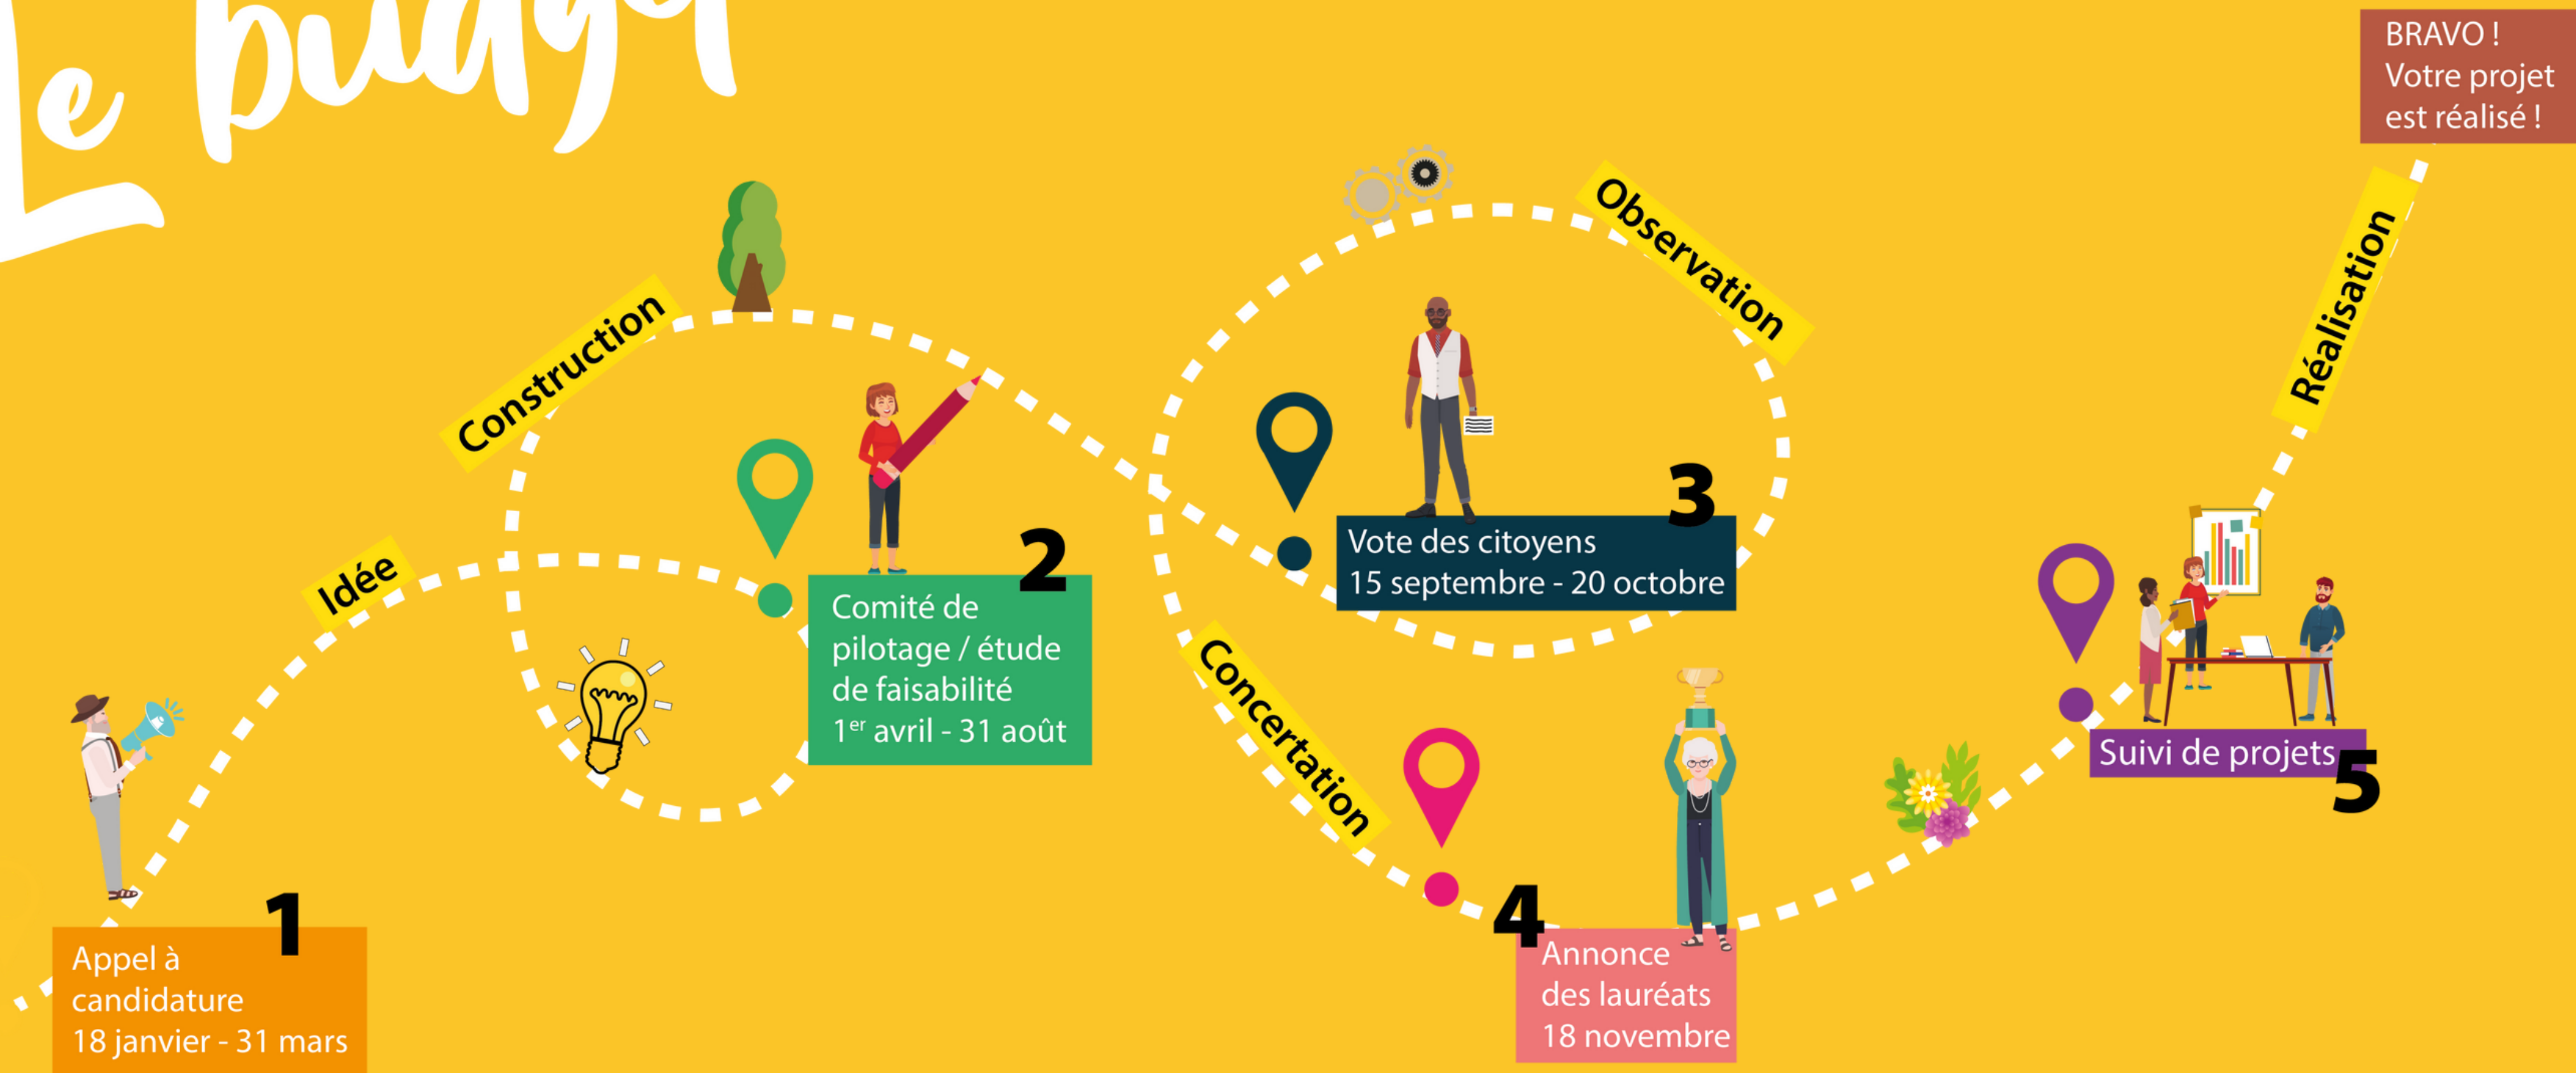 Le budget
BRAVO !
Votre projet
est réalisé !
Observation
Réalisation
Construction
3
Vote des citoyens
15 septembre - 20 octobre
2
Idée
Comité de
pilotage / étude
de faisabilité
1er avril - 31 août
Concertation
Suivi de projets
5
1
Appel à
candidature
18 janvier - 31 mars
4
Annonce
des lauréats
18 novembre